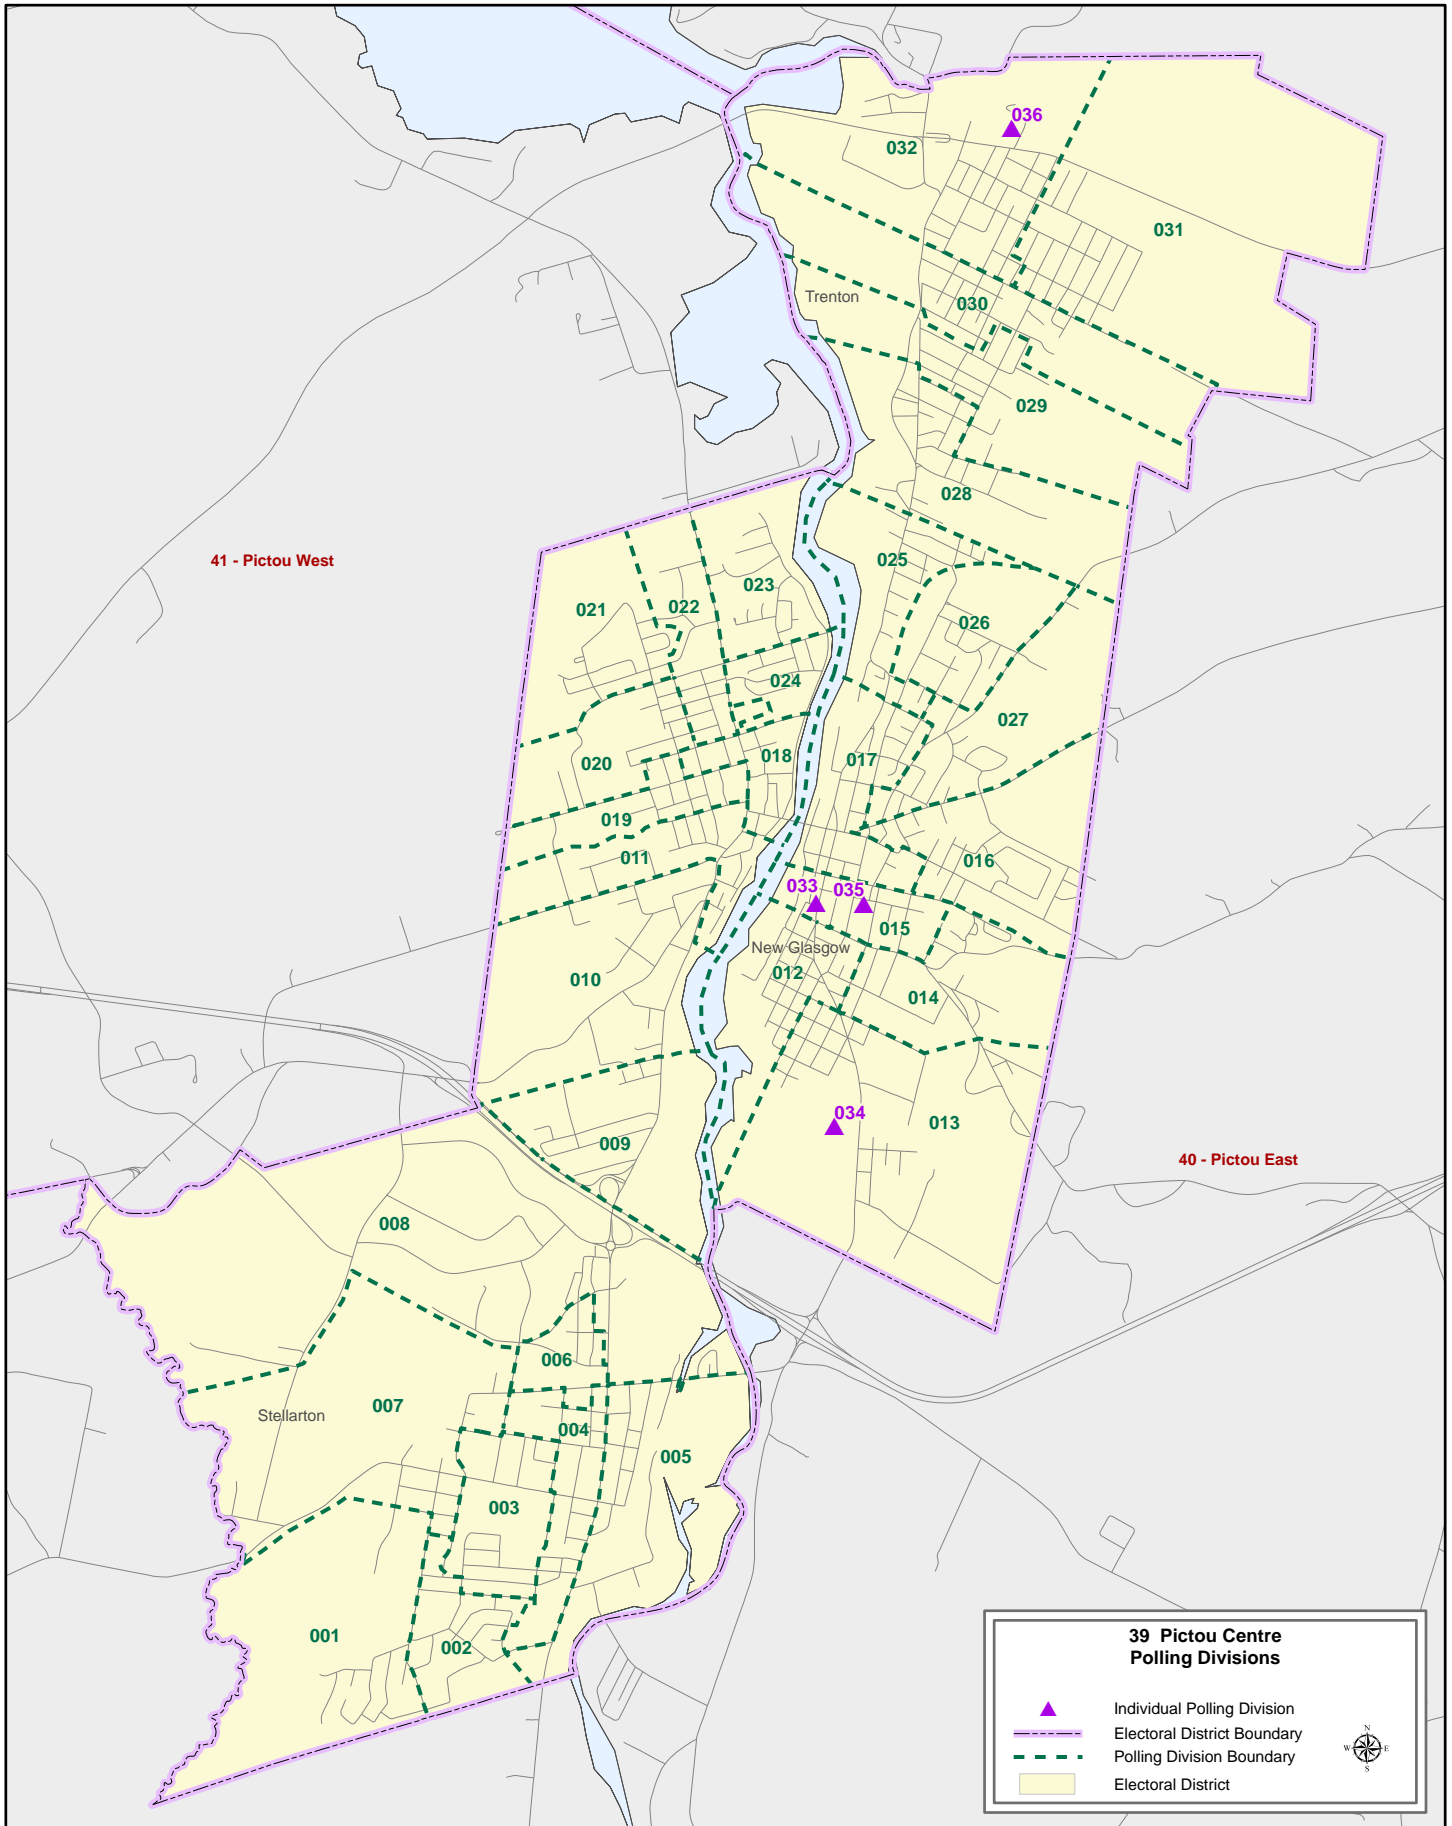 036
032
031
Trenton
030
029
028
41 - Pictou West
025
023
021
022
026
024
027
018
017
020
019
011
016
033
035
015
New Glasgow
012
010
014
034
013
009
40 - Pictou East
008
006
007
Stellarton
004
005
003
001
002
39 Pictou Centre
Polling Divisions
Individual Polling Division
Electoral District Boundary
Polling Division Boundary
Electoral District
N
W
E
S